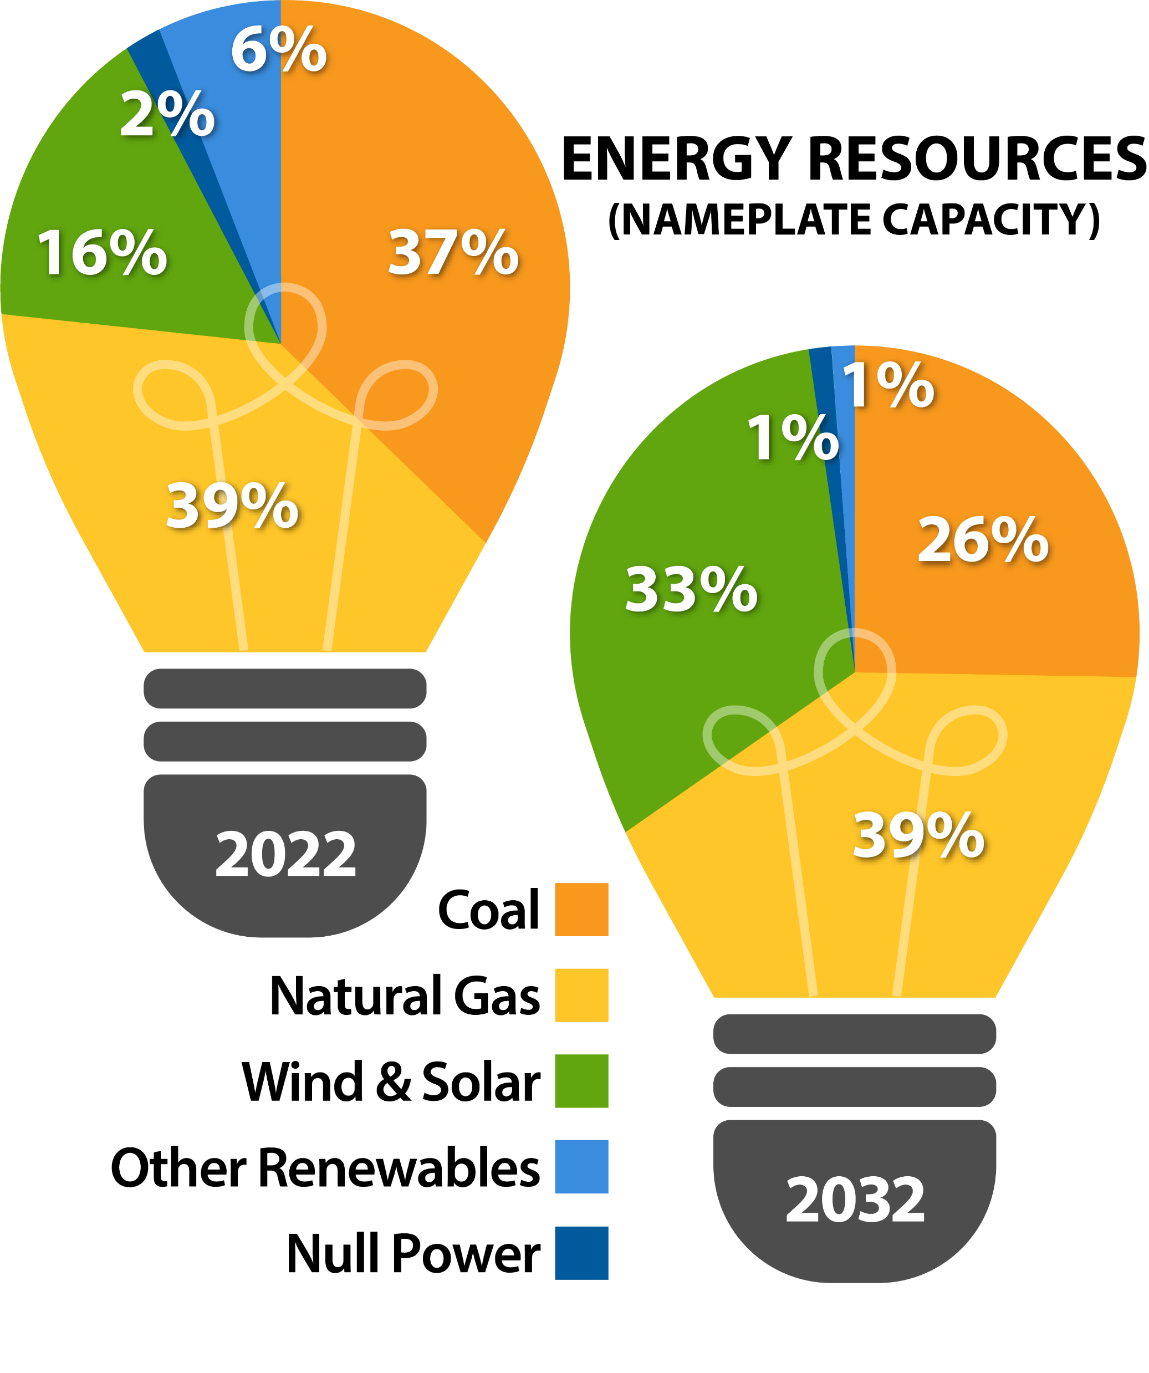 6%
2%
16%
37%
39%
2022
ENERGY RESOURCES
(NAMEPLATE CAPACITY)
1%
1%
26%
33%
39%
2032
Coal
Natural Gas
Wind & Solar
Other Renewables
Null Power